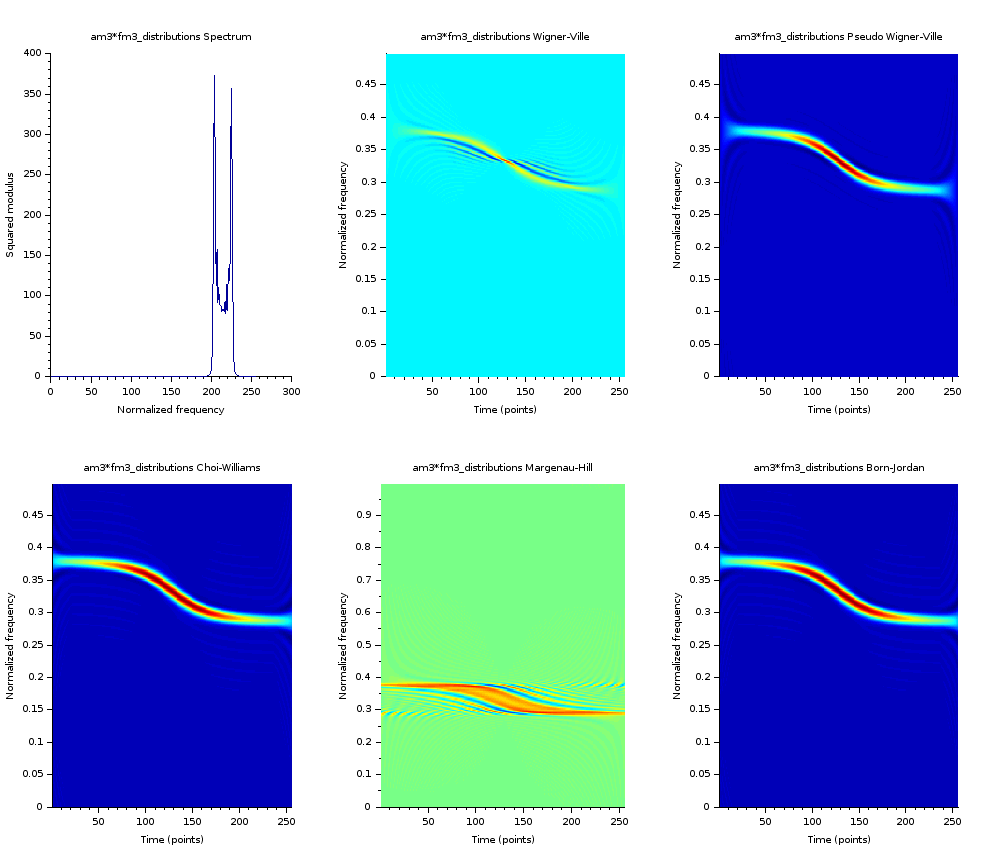 am3*fm3_distributions Spectrum
400
350
300
250
200
150
100
50
0
Squared modulus
0 50 100 150 200 250 300
Normalized frequency
am3*fm3_distributions Wigner-Ville
0.45
0.4
0.35
0.3
0.25
0.2
0.15
0.1
0.05
0
Normalized frequency
50 100 150 200 250
Time (points)
am3*fm3_distributions Pseudo Wigner-Ville
0.45
0.4
0.35
0.3
0.25
0.2
0.15
0.1
0.05
0
Normalized frequency
50 100 150 200 250
Time (points)
am3*fm3_distributions Choi-Williams
0.45
0.4
0.35
0.3
0.25
0.2
0.15
0.1
0.05
0
Normalized frequency
50 100 150 200 250
Time (points)
am3*fm3_distributions Margenau-Hill
0.9
0.8
0.7
0.6
0.5
0.4
0.3
0.2
0.1
0
Normalized frequency
50 100 150 200 250
Time (points)
am3*fm3_distributions Born-Jordan
0.45
0.4
0.35
0.3
0.25
0.2
0.15
0.1
0.05
0
Normalized frequency
50 100 150 200 250
Time (points)